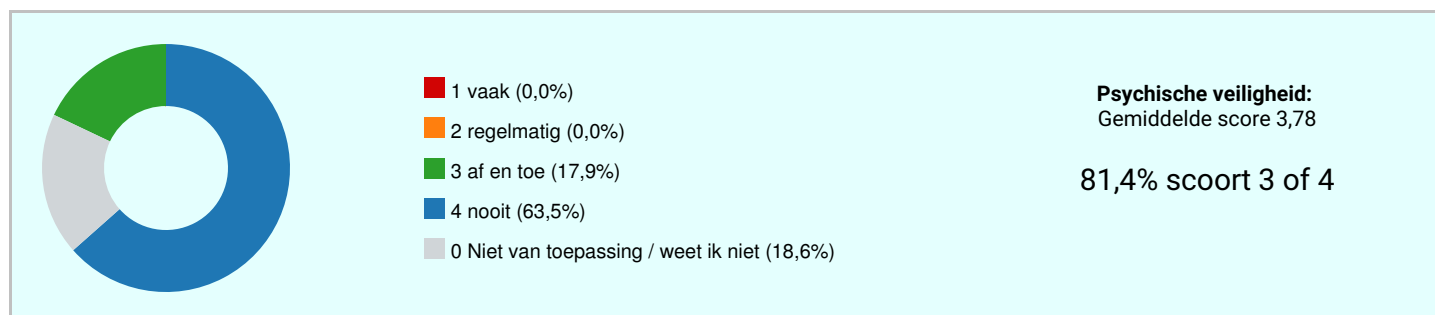 1 vaak (0,0%)
2 regelmatig (0,0%)
3 af en toe (17,9%)
4 nooit (63,5%)
0 Niet van toepassing / weet ik niet (18,6%)
Psychische veiligheid:
Gemiddelde score 3,78
81,4% scoort 3 of 4